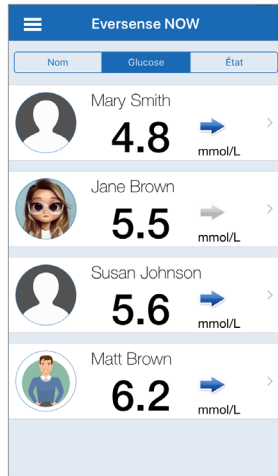 Eversense NOW
Nom Glucose État
Mary Smith
4.8
mmol/L
Jane Brown
5.5
mmol/L
Susan Johnson
5.6
mmol/L
Matt Brown
6.2
mmol/L